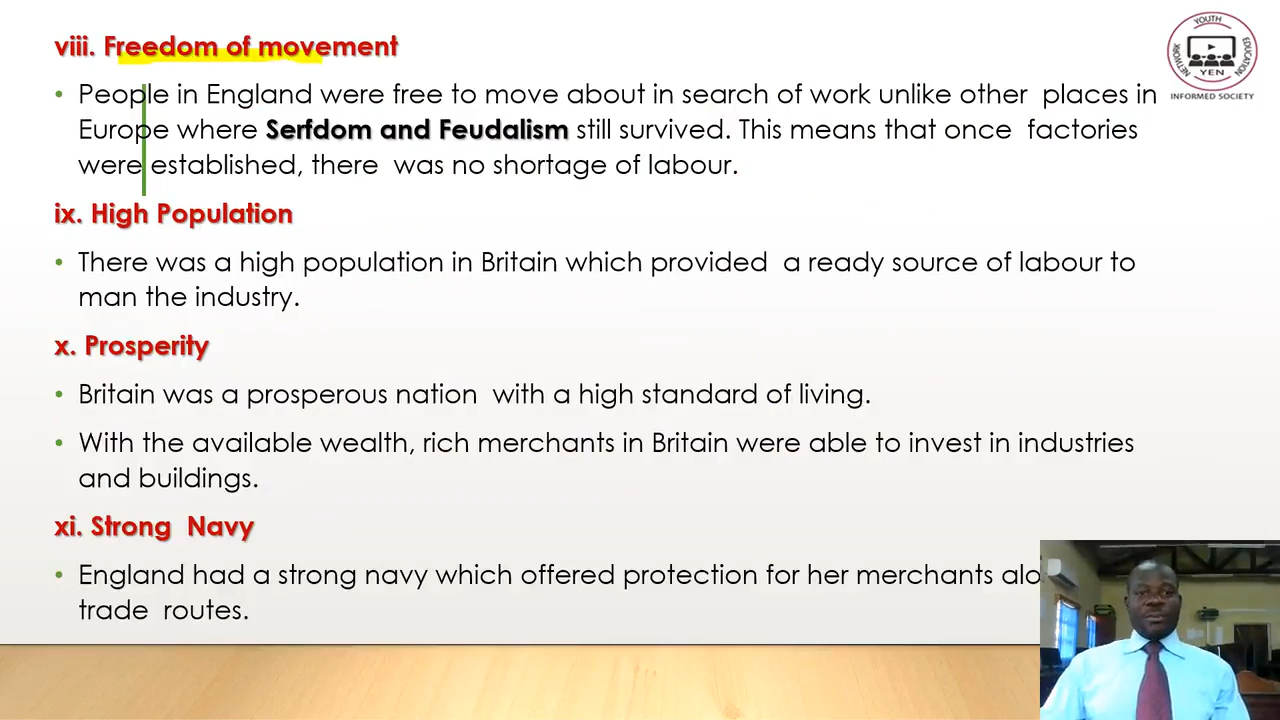 viii. Freedom of movement
• People in England were free to move about in search of work unlike other places in
Europe where Serfdom and Feudalism still survived. This means that once factories
were established, there was no shortage of labour.
ix. High Population
• There was a high population in Britain which provided a ready source of labour to
man the industry.
x. Prosperity
• Britain was a prosperous nation with a high standard of living.
• With the available wealth, rich merchants in Britain were able to invest in industries
and buildings.
xi. Strong Navy
• England had a strong navy which offered protection for her merchants alo
trade routes.
YOUTH
EDUCATION
NETWORK
YEN
INFORMED SOCIETY